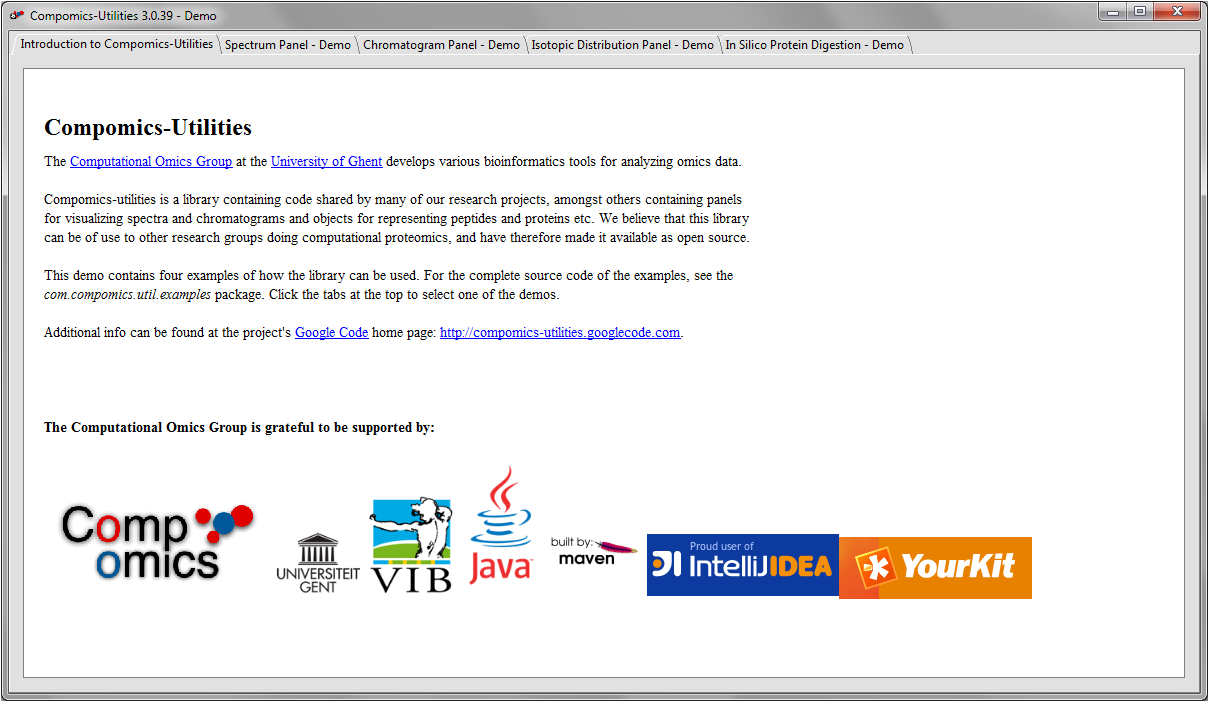 Compomics-Utilities 3.0.39 - Demo
Introduction to Compomics-Utilities
Spectrum Panel - Demo
Chromatogram Panel - Demo
Isotopic Distribution Panel - Demo
In Silico Protein Digestion - Demo
Compomics-Utilities
The Computational Omics Group at the University of Ghent develops various bioinformatics tools for analyzing omics data.
Compomics-utilities is a library containing code shared by many of our research projects, amongst others containing panels
for visualizing spectra and chromatograms and objects for representing peptides and proteins etc. We believe that this library
can be of use to other research groups doing computational proteomics, and have therefore made it available as open source.
This demo contains four examples of how the library can be used. For the complete source code of the examples, see the
com.compomics.util.examples package. Click the tabs at the top to select one of the demos.
Additional info can be found at the project's Google Code home page: http://compomics-utilities.googlecode.com.
The Computational Omics Group is grateful to be supported by:
Comp
omics
UNIVERSITEIT
GENT
VIB
Java
built by:
maven
Proud user of
IntelliJIDEA
YourKit